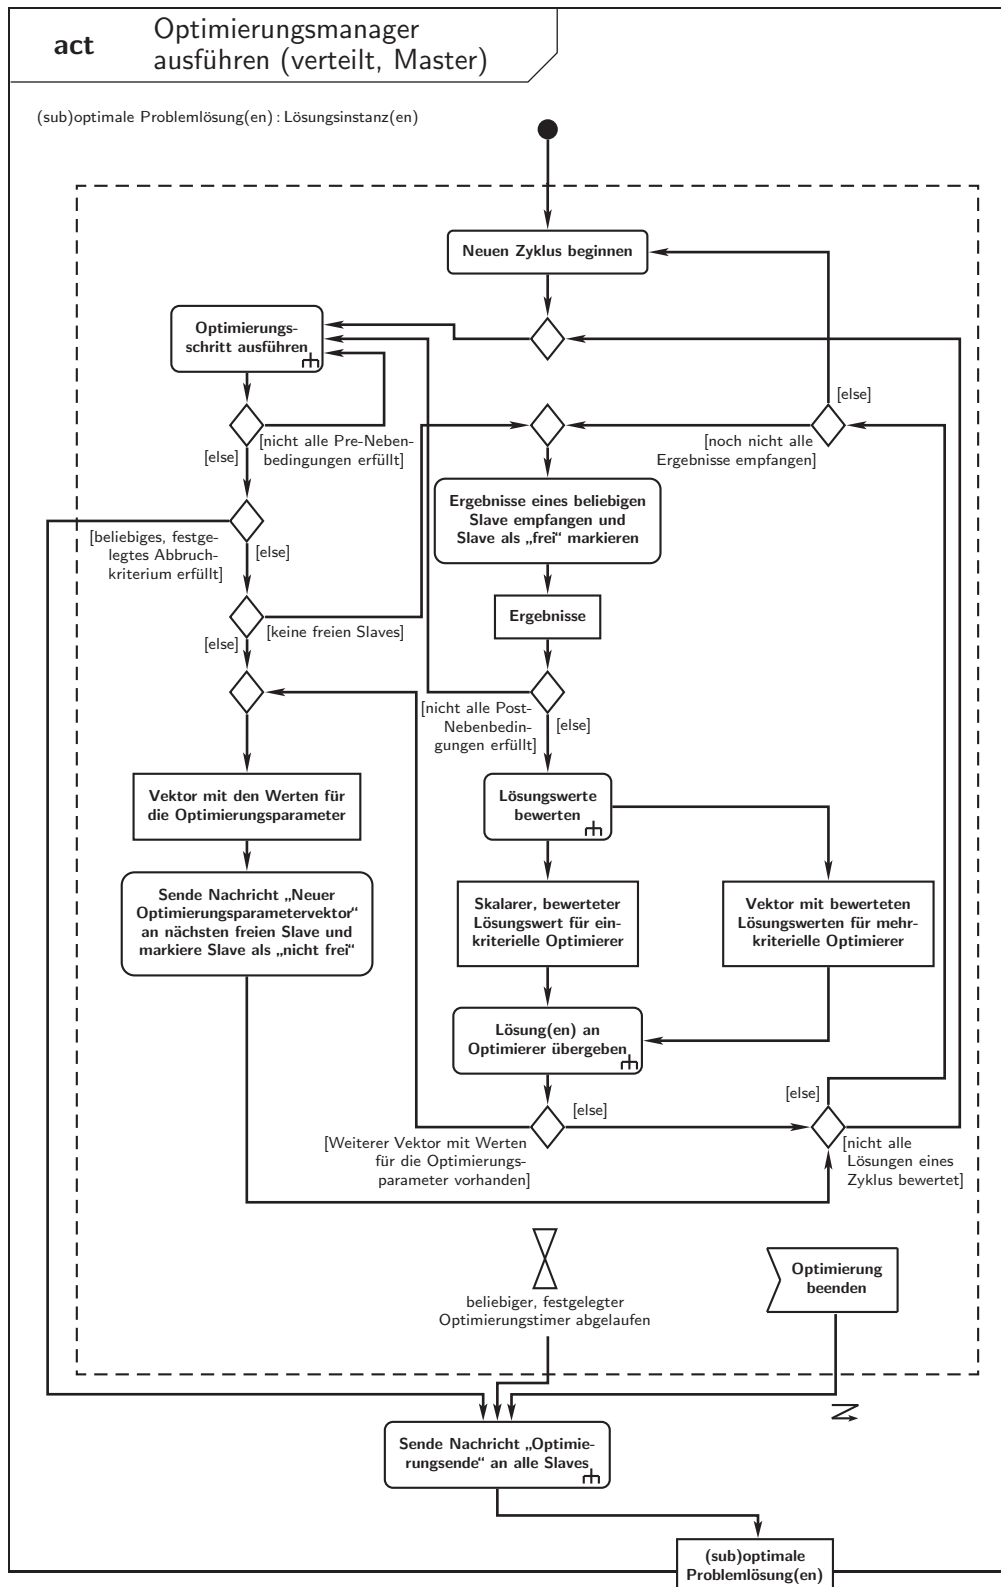 act
Optimierungsmanager
ausführen (verteilt, Master)
(sub)optimale Problemlösung(en) : Lösungsinstanz(en)
Neuen Zyklus beginnen
Optimierungs-
schritt ausführen
[else]
[nicht alle Pre-Neben-
bedingungen erfüllt]
[noch nicht alle
Ergebnisse empfangen]
[else]
Ergebnisse eines beliebigen
Slave empfangen und
Slave als „frei“ markieren
[beliebiges, festge-
legtes Abbruch-
kriterium erfüllt]
[else]
Ergebnisse
[keine freien Slaves]
[else]
[nicht alle Post-
Nebenbedin-
gungen erfüllt]
[else]
Vektor mit den Werten für
die Optimierungsparameter
Lösungswerte
bewerten
Sende Nachricht „Neuer
Optimierungsparametervektor“
an nächsten freien Slave und
markiere Slave als „nicht frei“
Skalarer, bewerteter
Lösungswert für ein-
kriterielle Optimierer
Vektor mit bewerteten
Lösungswerten für mehr-
kriterielle Optimierer
Lösung(en) an
Optimierer übergeben
[else]
[else]
[Weiterer Vektor mit Werten
für die Optimierungs-
parameter vorhanden]
[nicht alle
Lösungen eines
Zyklus bewertet]
Optimierung
beenden
beliebiger, festgelegter
Optimierungstimer abgelaufen
Sende Nachricht „Optimie-
rungsende“ an alle Slaves
(sub)optimale
Problemlösung(en)